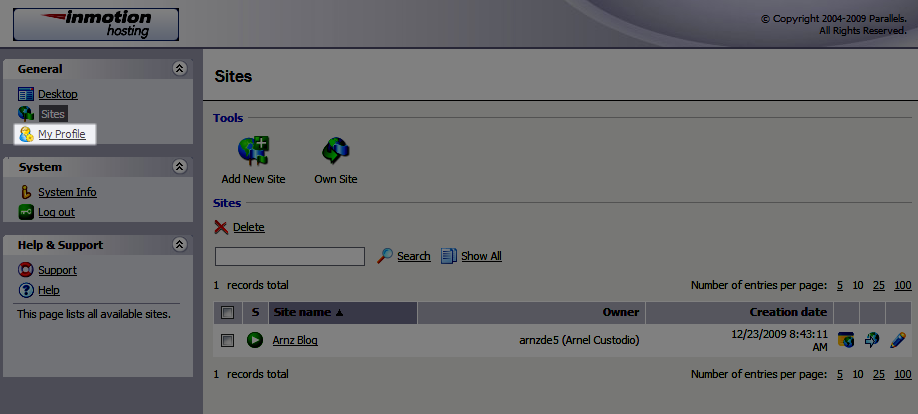 inmotion
hosting
© Copyright 2004-2009 Parallels.
All Rights Reserved.
General
Desktop
Sites
My Profile
System
System Info
Log out
Help & Support
Support
Help
This page lists all available sites.
Sites
Tools
Add New Site
Own Site
Sites
Delete
Search
Show All
1 records total
Number of entries per page: 5 10 25 100
S Site name ▲ Owner Creation date
Arnz Blog arnzde5 (Arnel Custodio) 12/23/2009 8:43:11
AM
1 records total
Number of entries per page: 5 10 25 100